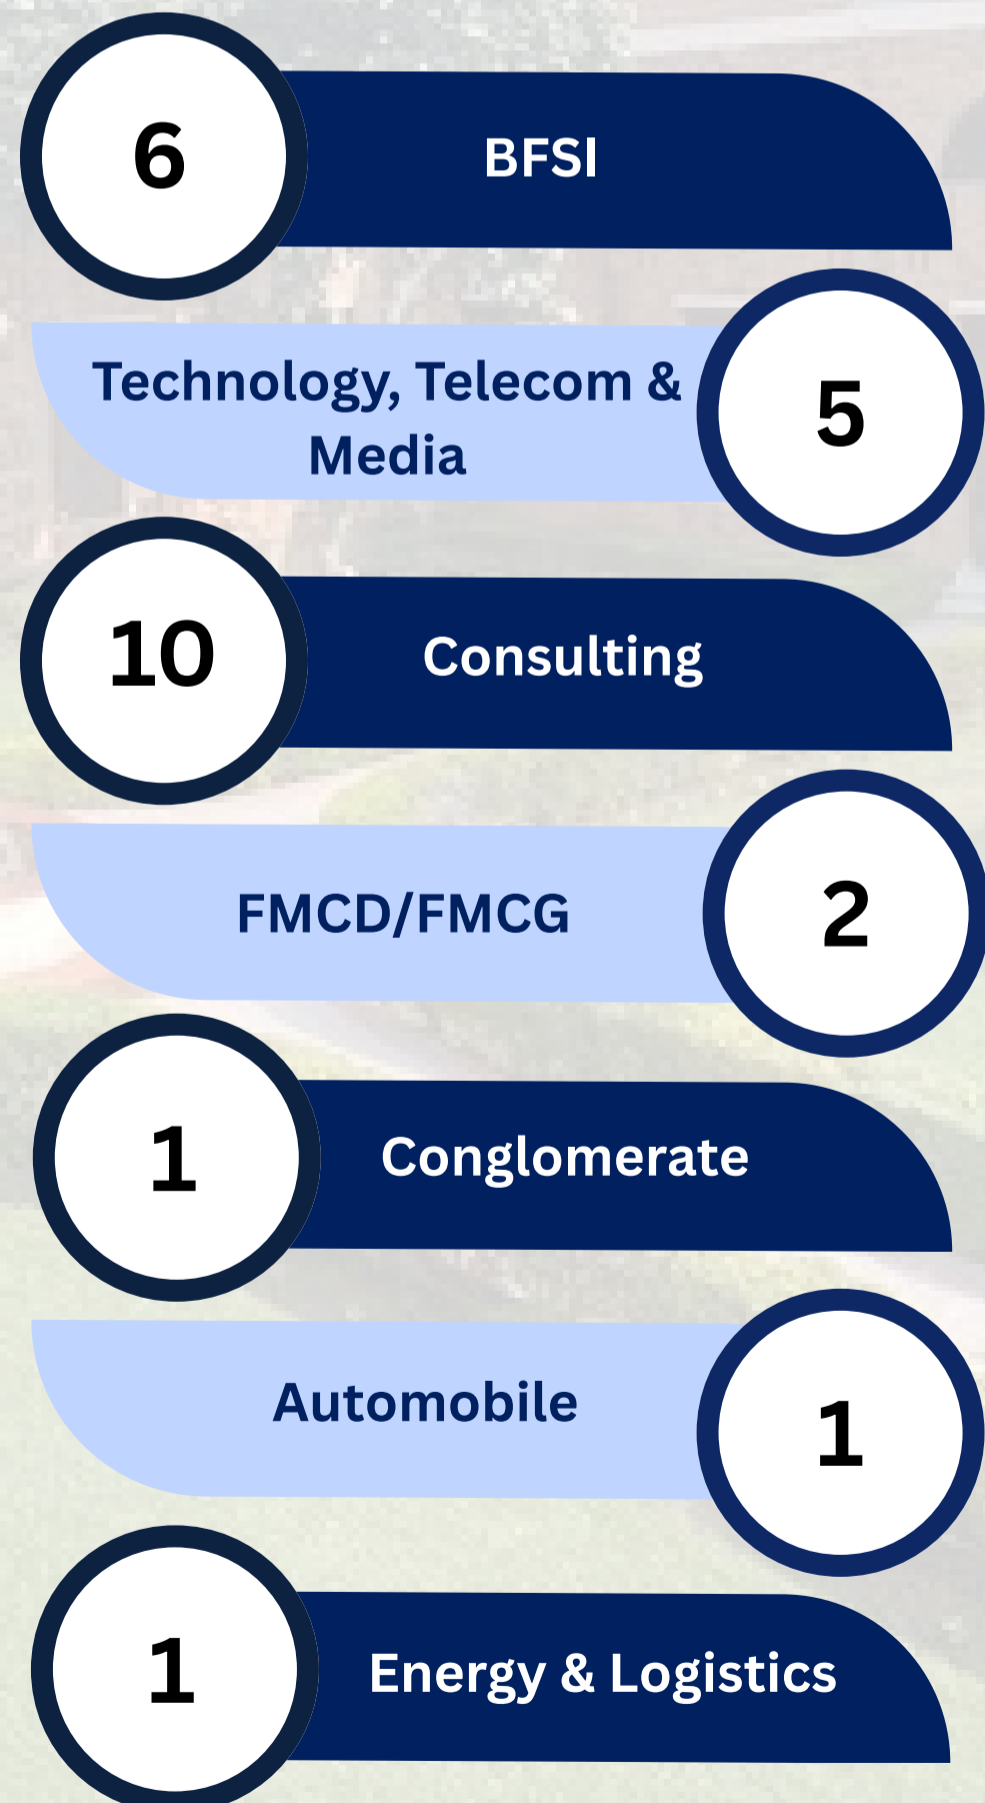 6
BFSI
Technology, Telecom &
Media
5
10
Consulting
FMCD/FMCG
2
1
Conglomerate
Automobile
1
1
Energy & Logistics